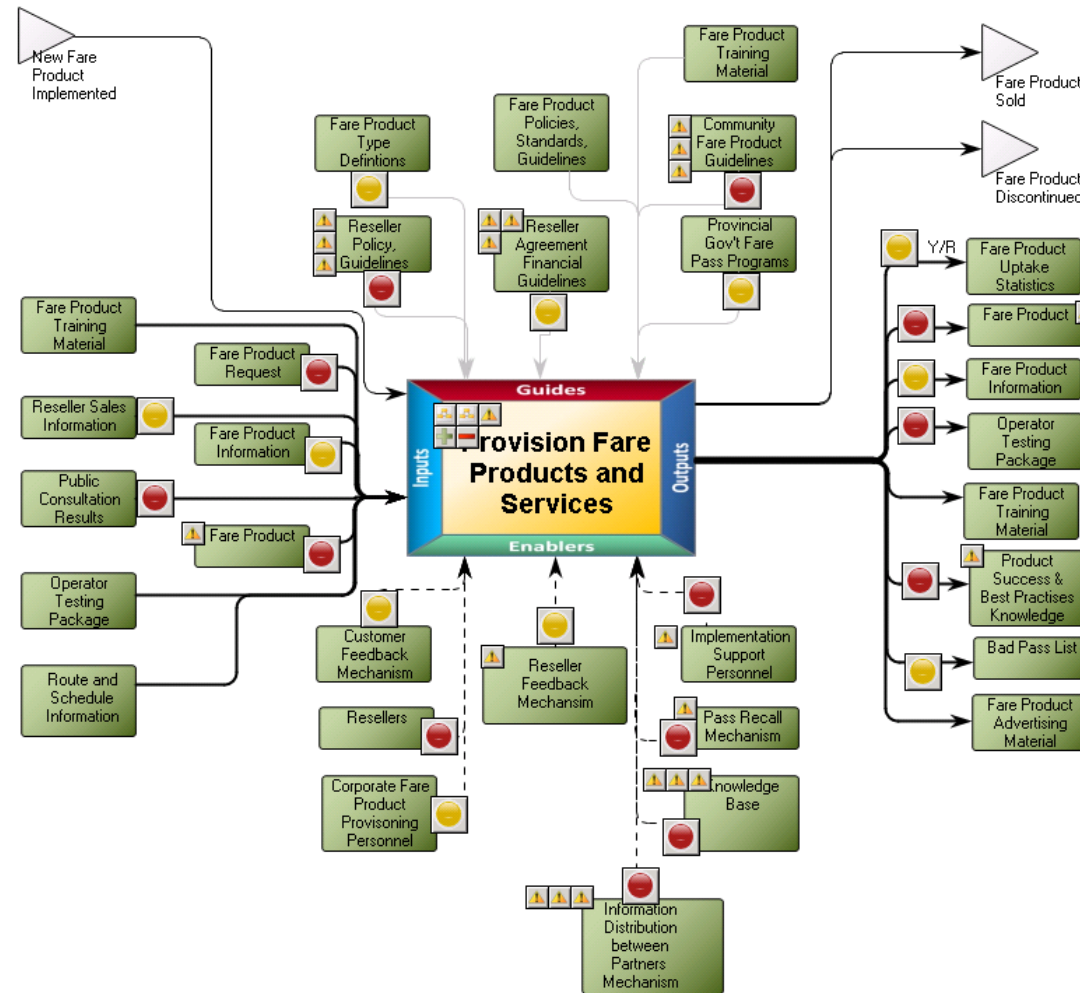 New Fare
Product
Implemented
Fare Product
Training
Material
Fare Product
Sold
Fare Product
Discontinued
Fare Product
Type
Defintions
Fare Product
Policies,
Standards,
Guidelines
Community
Fare Product
Guidelines
Reseller
Policy,
Guidelines
Reseller
Agreement
Financial
Guidelines
Provincial
Gov't Fare
Pass Programs
Fare Product
Training
Material
Fare Product
Request
Reseller Sales
Information
Fare Product
Information
Public
Consultation
Results
Fare Product
Operator
Testing
Package
Route and
Schedule
Information
Guides
Inputs
Provision Fare
Products and
Services
Outputs
Enablers
Y/R
Fare Product
Uptake
Statistics
Fare Product
Fare Product
Information
Operator
Testing
Package
Fare Product
Training
Material
Product
Success &
Best Practises
Knowledge
Bad Pass List
Fare Product
Advertising
Material
Customer
Feedback
Mechanism
Resellers
Corporate Fare
Product
Provisoning
Personnel
Reseller
Feedback
Mechansim
Implementation
Support
Personnel
Pass Recall
Mechanism
Knowledge
Base
Information
Distribution
between
Partners
Mechanism